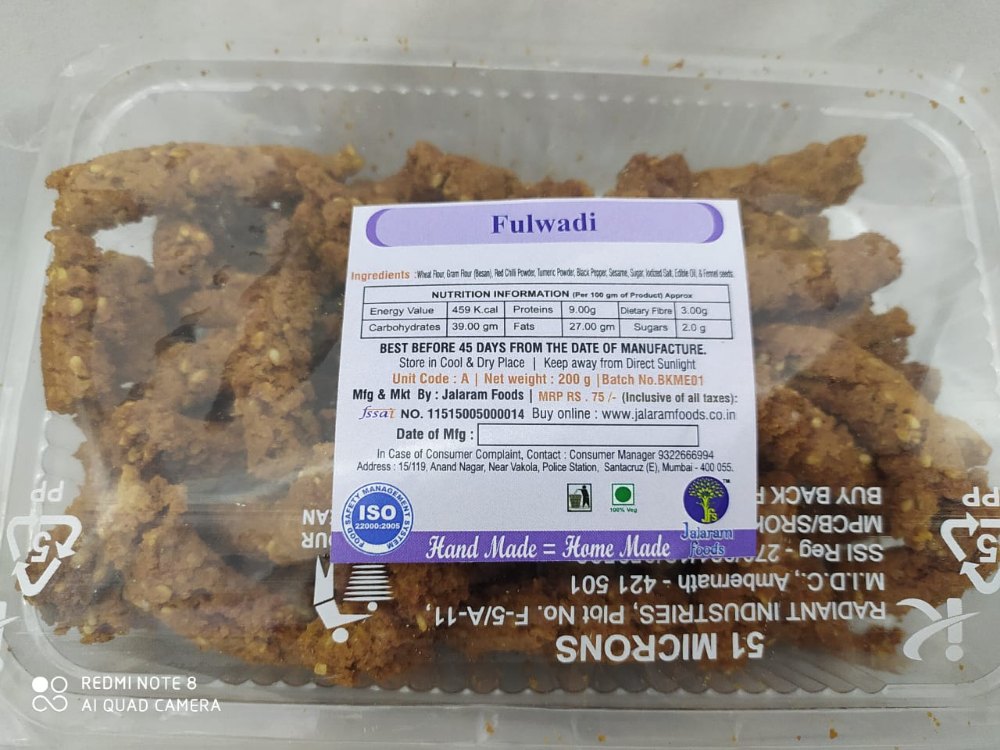 Fulwadi
Ingredients : Wheat Flour, Gram Flour (Besan), Red Chilli Powder, Tumeric Powder, Black Pepper, Sesame, Sugar, Iodized Salt, Edible Oil, & Fennel seeds.
NUTRITION INFORMATION (Per 100 gm of Product) Approx
Energy Value 459 K.cal Proteins 9.00g Dietary Fibre 3.00g
Carbohydrates 39.00 gm Fats 27.00 gm Sugars 2.0 g
BEST BEFORE 45 DAYS FROM THE DATE OF MANUFACTURE.
Store in Cool & Dry Place | Keep away from Direct Sunlight
Unit Code : A | Net weight : 200 g | Batch No.BKME01
Mfg & Mkt By : Jalaram Foods | MRP RS . 75 /- (Inclusive of all taxes):
fssai NO. 11515005000014 Buy online : www.jalaramfoods.co.in
Date of Mfg :
In Case of Consumer Complaint, Contact : Consumer Manager 9322666994
Address : 15/119, Anand Nagar, Near Vakola, Police Station, Santacruz (E), Mumbai - 400 055.
FOOD SAFETY MANAGEMENT SYSTEM
ISO
22000:2005
100% Veg
TM
Jalaram
foods
Hand Made = Home Made
51 MICRONS
RADIANT INDUSTRIES, Plot No. F-5/A-11,
M.I.D.C., Ambernath - 421 501
SSI Reg - 27
MPCB/SRO
BUY BACK
5
PP
5
PP
REDMI NOTE 8
AI QUAD CAMERA